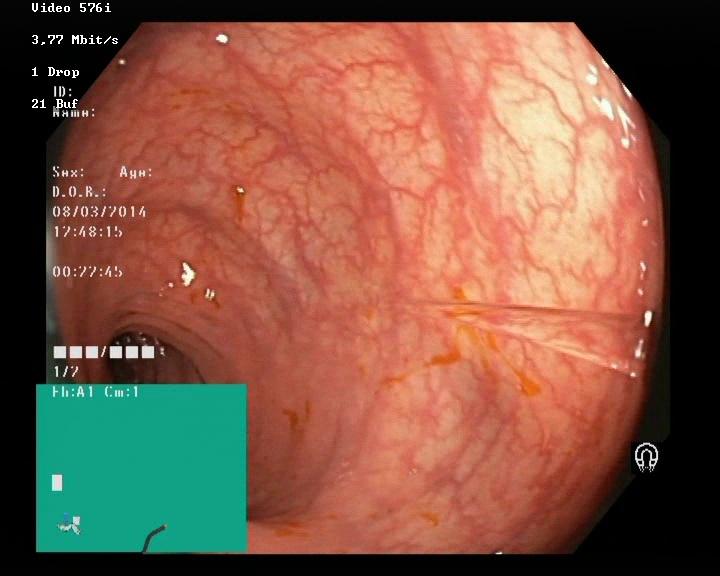 Video 576i
3,77 Mbit/s
1 Drop
ID:
21 Buf
Name:
Sex: Age:
D.O.R.:
08/03/2014
12:48:15
00:22:45
1/2
Eh:A1 Cm:1